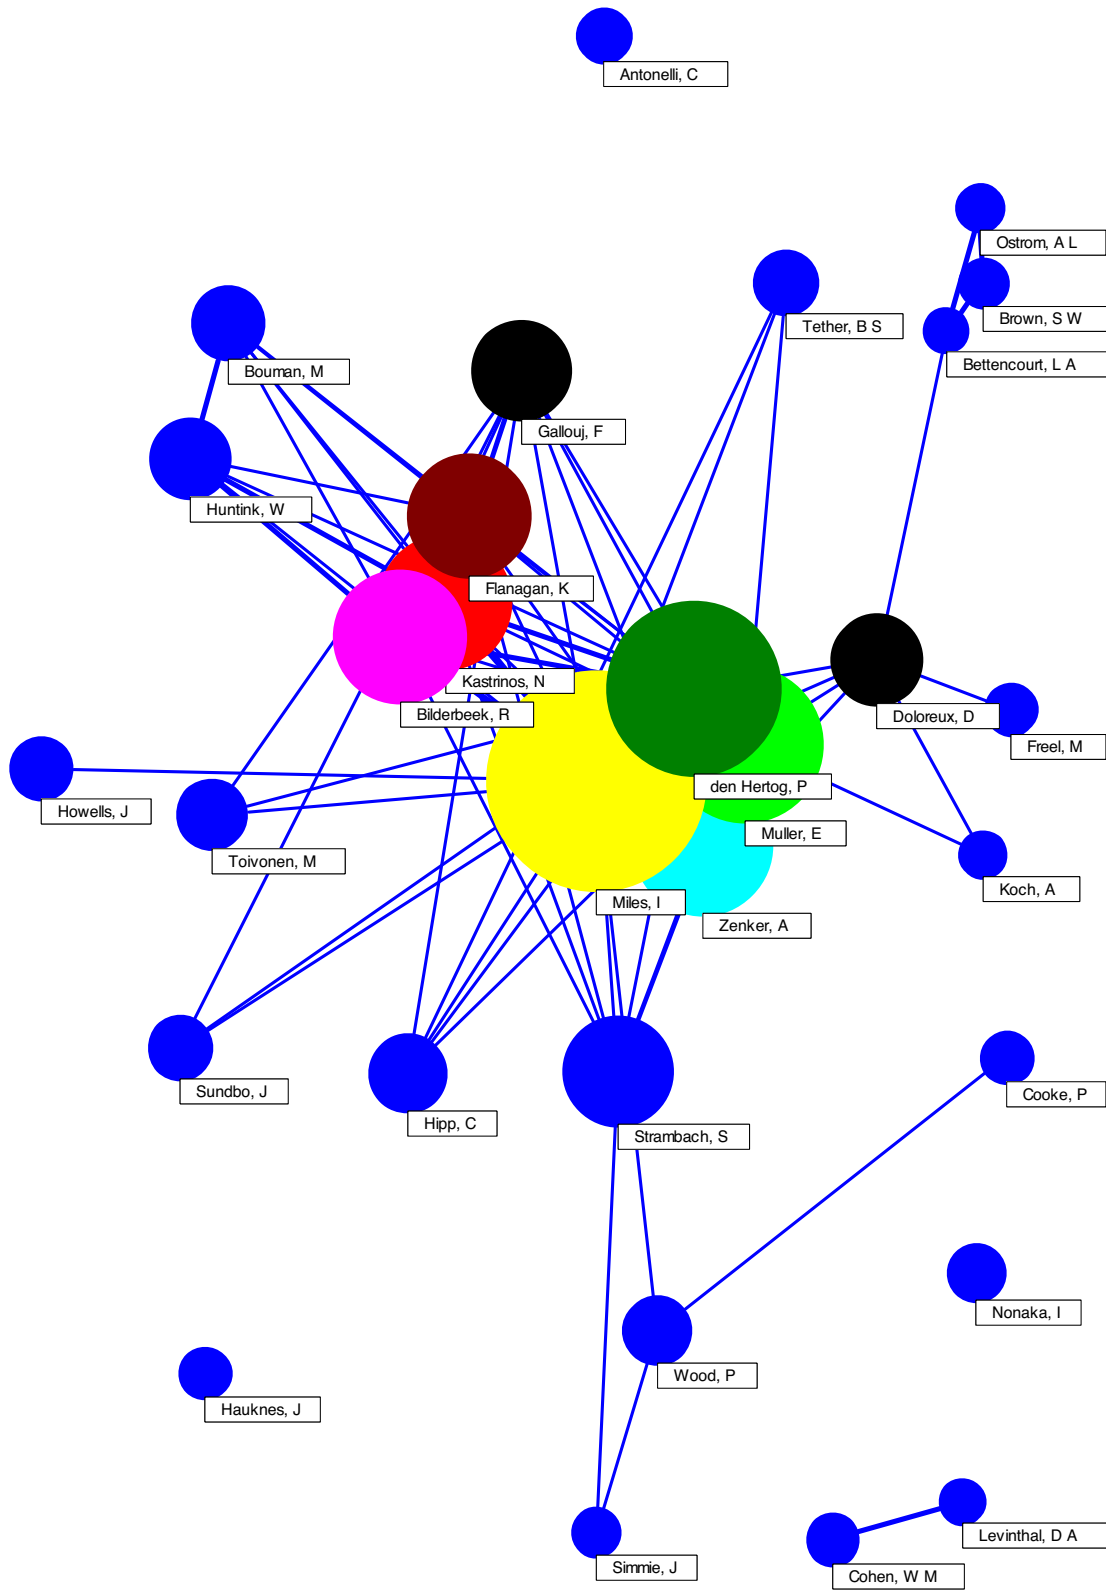 Antonelli, C
Ostrom, A L
Brown, S W
Tether, B S
Bettencourt, L A
Bouman, M
Gallouj, F
Huntink, W
Flanagan, K
Kastrinos, N
Bilderbeek, R
Doloreux, D
Freel, M
den Hertog, P
Howells, J
Muller, E
Toivonen, M
Koch, A
Miles, I
Zenker, A
Sundbo, J
Cooke, P
Hipp, C
Strambach, S
Nonaka, I
Wood, P
Hauknes, J
Levinthal, D A
Simmie, J
Cohen, W M